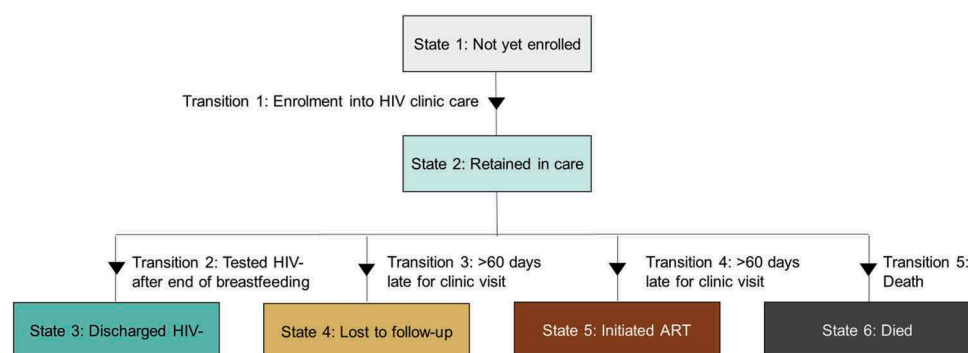 State 1: Not yet enrolled
Transition 1: Enrolment into HIV clinic care
State 2: Retained in care
Transition 2: Tested HIV-
after end of breastfeeding
Transition 3: >60 days
late for clinic visit
Transition 4: >60 days
late for clinic visit
Transition 5:
Death
State 3: Discharged HIV-
State 4: Lost to follow-up
State 5: Initiated ART
State 6: Died